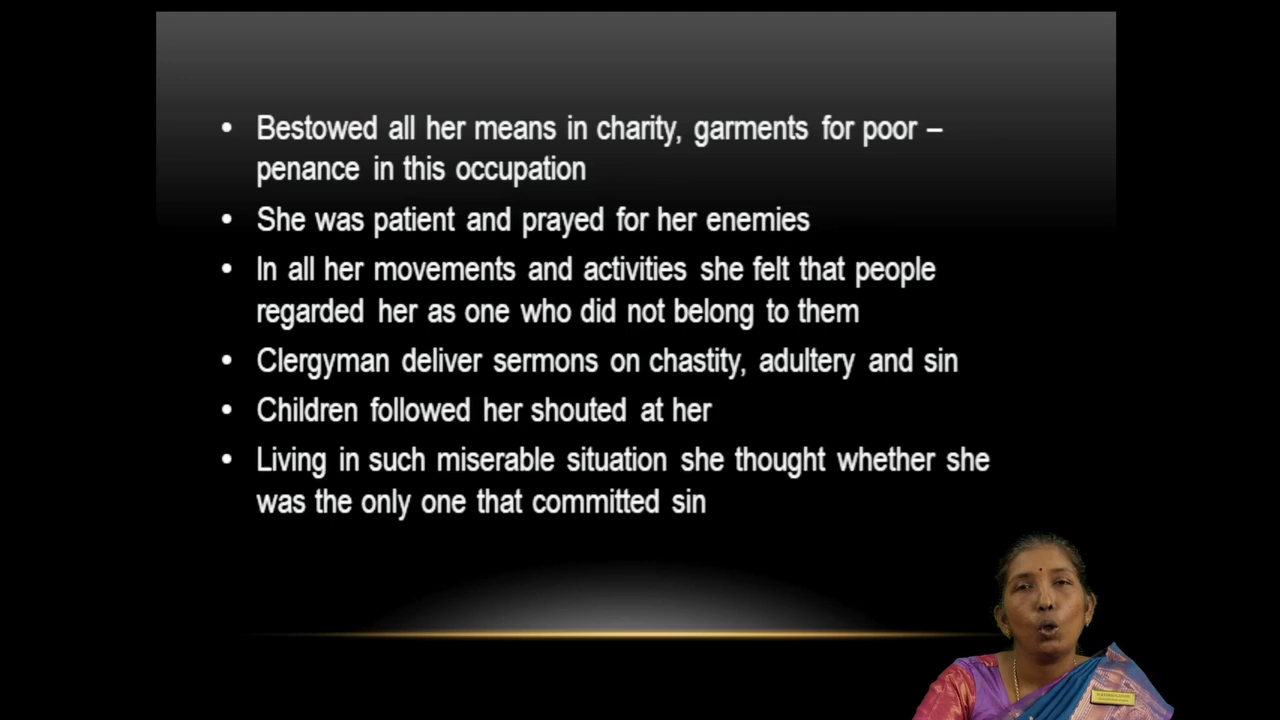 • Bestowed all her means in charity, garments for poor –
penance in this occupation
• She was patient and prayed for her enemies
• In all her movements and activities she felt that people
regarded her as one who did not belong to them
• Clergyman deliver sermons on chastity, adultery and sin
• Children followed her shouted at her
• Living in such miserable situation she thought whether she
was the only one that committed sin